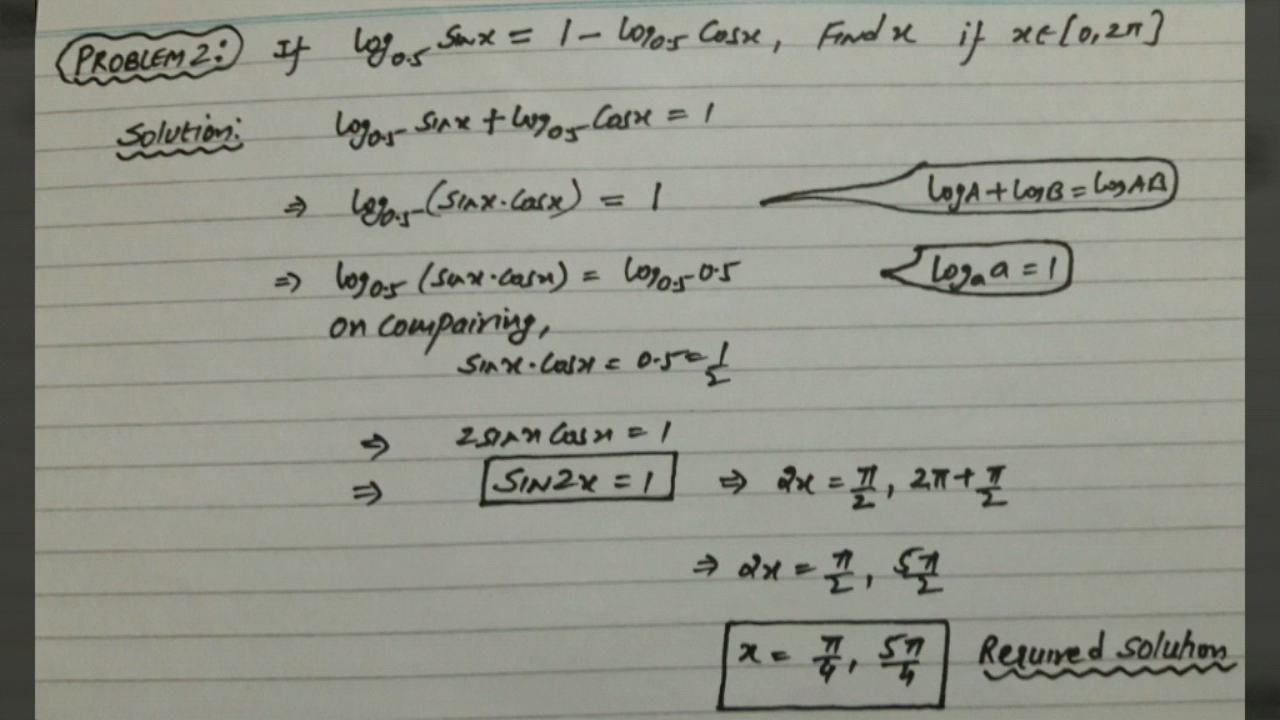 PROBLEM 2: If log₀.₅ Sinx = 1 - log₀.₅ Cosx, Find x if x∈[0,2π]
Solution: log₀.₅ Sinx + log₀.₅ Cosx = 1
⇒ log₀.₅ (Sinx·Cosx) = 1 logA + logB = logAB
⇒ log₀.₅ (Sinx·Cosx) = log₀.₅ 0.5 logₐ a = 1
on compairing,
Sinx·Cosx = 0.5 = 1/2
⇒ 2 Sinx Cosx = 1
⇒ SIN2x = 1 ⇒ 2x = π/2, 2π + π/2
⇒ 2x = π/2, 5π/2
x = π/4, 5π/4 Required Solution